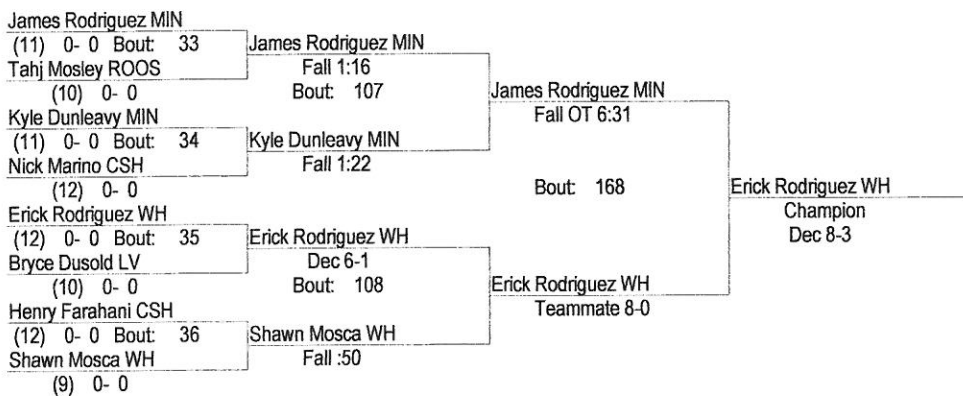 James Rodriguez MIN
(11) 0- 0 Bout: 33
Tahj Mosley ROOS
(10) 0- 0
Kyle Dunleavy MIN
(11) 0- 0 Bout: 34
Nick Marino CSH
(12) 0- 0
Erick Rodriguez WH
(12) 0- 0 Bout: 35
Bryce Dusold LV
(10) 0- 0
Henry Farahani CSH
(12) 0- 0 Bout: 36
Shawn Mosca WH
(9) 0- 0
James Rodriguez MIN
Fall 1:16
Bout: 107
Kyle Dunleavy MIN
Fall 1:22
Erick Rodriguez WH
Dec 6-1
Bout: 108
Shawn Mosca WH
Fall :50
James Rodriguez MIN
Fall OT 6:31
Bout: 168
Erick Rodriguez WH
Teammate 8-0
Erick Rodriguez WH
Champion
Dec 8-3